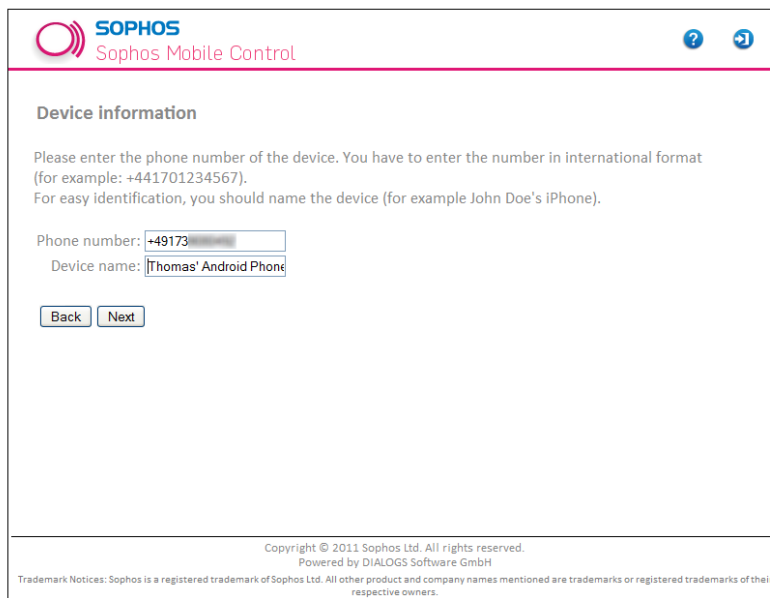 SOPHOS
Sophos Mobile Control
Device information
Please enter the phone number of the device. You have to enter the number in international format
(for example: +441701234567).
For easy identification, you should name the device (for example John Doe's iPhone).
Phone number: +49173
Device name: Thomas' Android Phone
Back Next
Copyright © 2011 Sophos Ltd. All rights reserved.
Powered by DIALOGS Software GmbH
Trademark Notices: Sophos is a registered trademark of Sophos Ltd. All other product and company names mentioned are trademarks or registered trademarks of thei
respective owners.